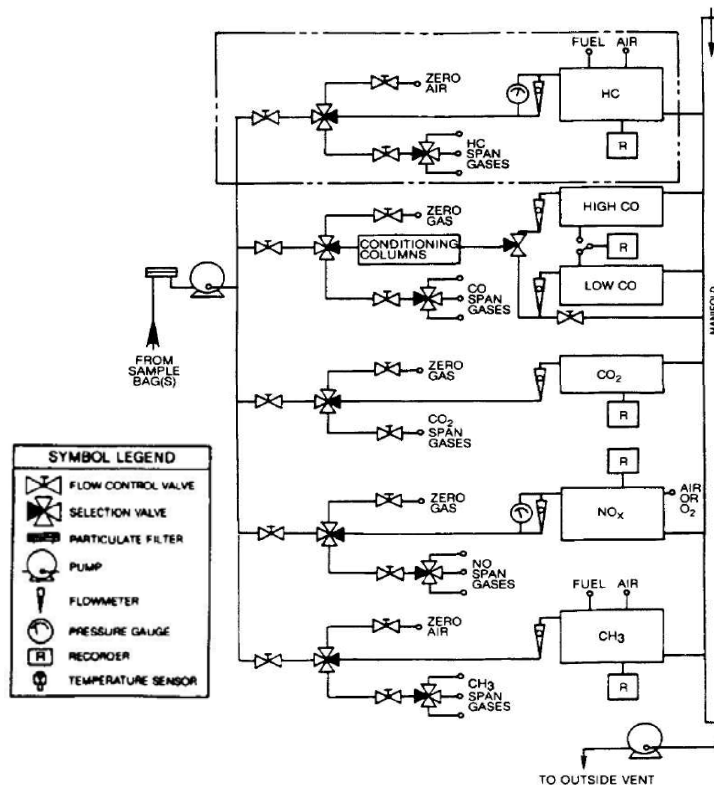 FUEL AIR
ZERO
AIR
HC
R
HC
SPAN
GASES
ZERO
GAS
HIGH CO
CONDITIONING
COLUMNS
R
CO
SPAN
GASES
LOW CO
MANIFOLD
FROM
SAMPLE
BAG(S)
ZERO
GAS
CO2
R
CO2
SPAN
GASES
SYMBOL LEGEND
FLOW CONTROL VALVE
SELECTION VALVE
PARTICULATE FILTER
PUMP
FLOWMETER
PRESSURE GAUGE
R
RECORDER
TEMPERATURE SENSOR
R
ZERO
GAS
AIR
OR
O2
NOx
NO
SPAN
GASES
FUEL AIR
ZERO
AIR
CH3
R
CH3
SPAN
GASES
TO OUTSIDE VENT